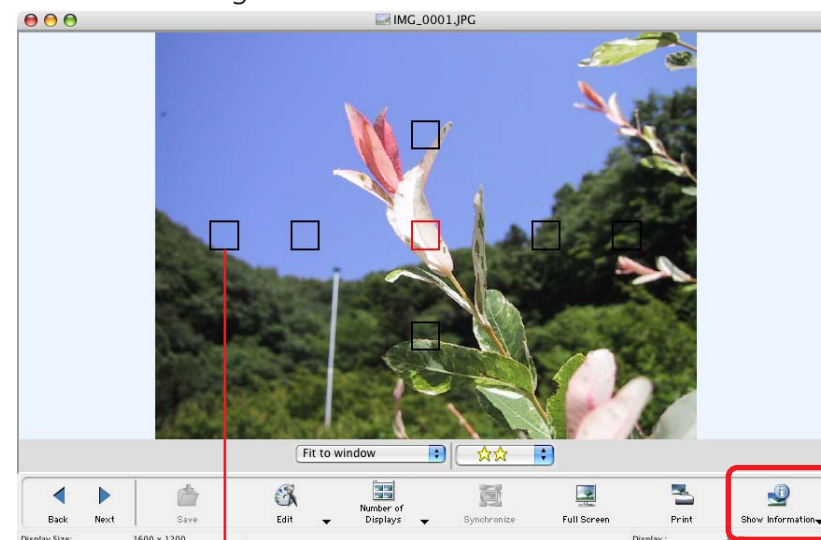 IMG_0001.JPG
Fit to window
Back
Next
Save
Edit
Number of
Displays
Synchronize
Full Screen
Print
Show Information
Display Size: 1600 x 1200 Display :